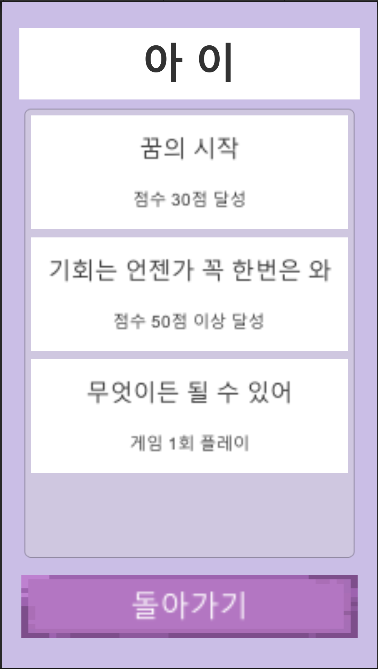 아 이
꿈의 시작
점수 30점 달성
기회는 언젠가 꼭 한번은 와
점수 50점 이상 달성
무엇이든 될 수 있어
게임 1회 플레이
돌아가기